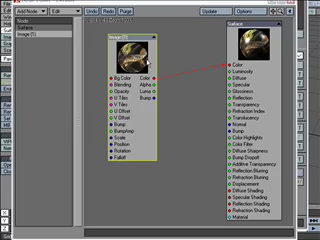 Add Node
Edit
Undo
Redo
Purge
Update
Options
Node
Surface
Image (1)
Image (1)
Bg Color
Color
Blending
Alpha
Opacity
Luma
U Tiles
Bump
V Tiles
U Offset
V Offset
Bump
BumpAmp
Scale
Position
Rotation
Falloff
Surface
Color
Luminosity
Diffuse
Specular
Glossiness
Reflection
Transparency
Refraction Index
Translucency
Normal
Bump
Color Highlights
Color Filter
Diffuse Sharpness
Bump Dropoff
Additive Transparency
Reflection Blurring
Refraction Blurring
Displacement
Diffuse Shading
Specular Shading
Reflection Shading
Refraction Shading
Material
X
Y
Z